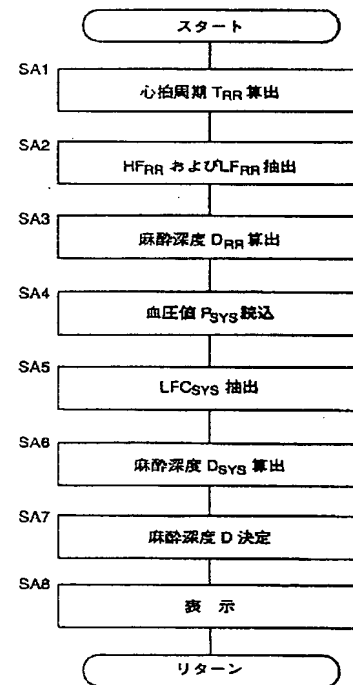 スタート
SA1
心拍周期 TRR 算出
SA2
HFRR およびLFRR 抽出
SA3
麻酔深度 DRR 算出
SA4
血圧値 PSYS 読込
SA5
LFCSYS 抽出
SA6
麻酔深度 DSYS 算出
SA7
麻酔深度 D 決定
SA8
表 示
リターン